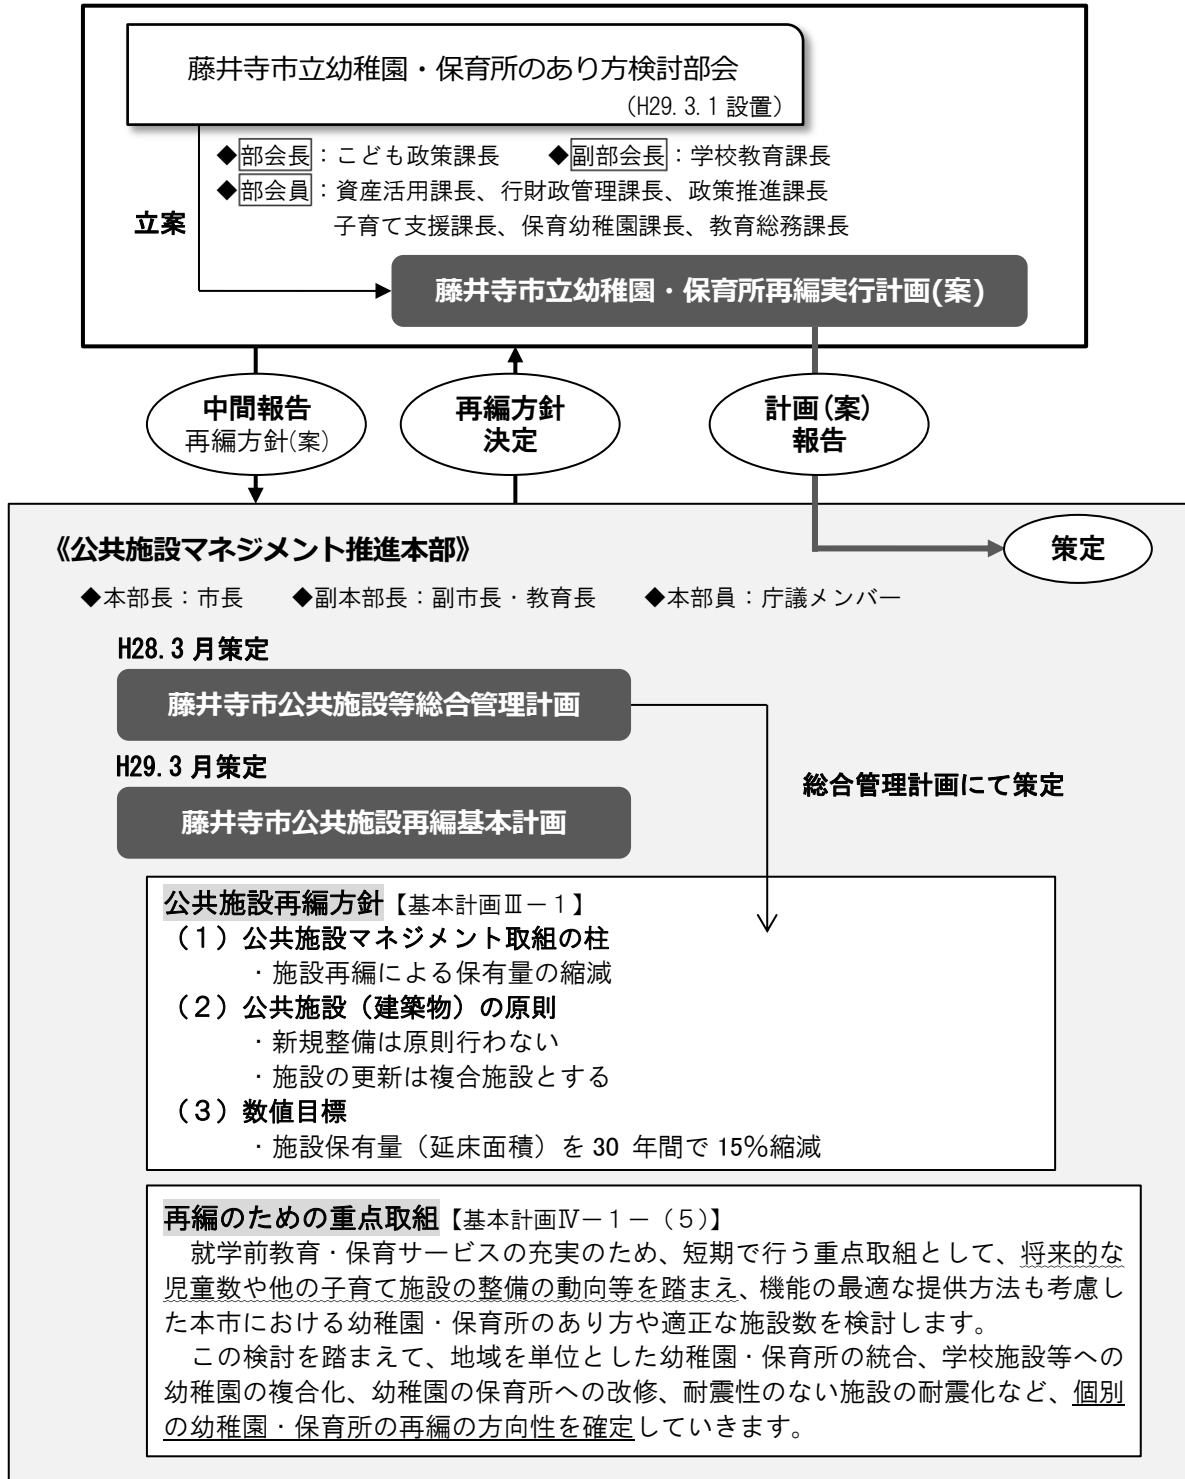 藤井寺市立幼稚園・保育所のあり方検討部会
(H29.3.1設置)
◆部会長：こども政策課長　◆副部会長：学校教育課長
◆部会員：資産活用課長、行財政管理課長、政策推進課長
子育て支援課長、保育幼稚園課長、教育総務課長
立案
藤井寺市立幼稚園・保育所再編実行計画(案)
中間報告
再編方針(案)
再編方針
決定
計画(案)
報告
《公共施設マネジメント推進本部》
策定
◆本部長：市長　◆副本部長：副市長・教育長　◆本部員：庁議メンバー
H28.3月策定
藤井寺市公共施設等総合管理計画
H29.3月策定
藤井寺市公共施設再編基本計画
総合管理計画にて策定
公共施設再編方針【基本計画Ⅲ－1】
（1）公共施設マネジメント取組の柱
・施設再編による保有量の縮減
（2）公共施設（建築物）の原則
・新規整備は原則行わない
・施設の更新は複合施設とする
（3）数値目標
・施設保有量（延床面積）を30 年間で15%縮減
再編のための重点取組【基本計画Ⅳ－1－（5）】
就学前教育・保育サービスの充実のため、短期で行う重点取組として、将来的な
児童数や他の子育て施設の整備の動向等を踏まえ、機能の最適な提供方法も考慮し
た本市における幼稚園・保育所のあり方や適正な施設数を検討します。
この検討を踏まえて、地域を単位とした幼稚園・保育所の統合、学校施設等への
幼稚園の複合化、幼稚園の保育所への改修、耐震性のない施設の耐震化など、個別
の幼稚園・保育所の再編の方向性を確定していきます。